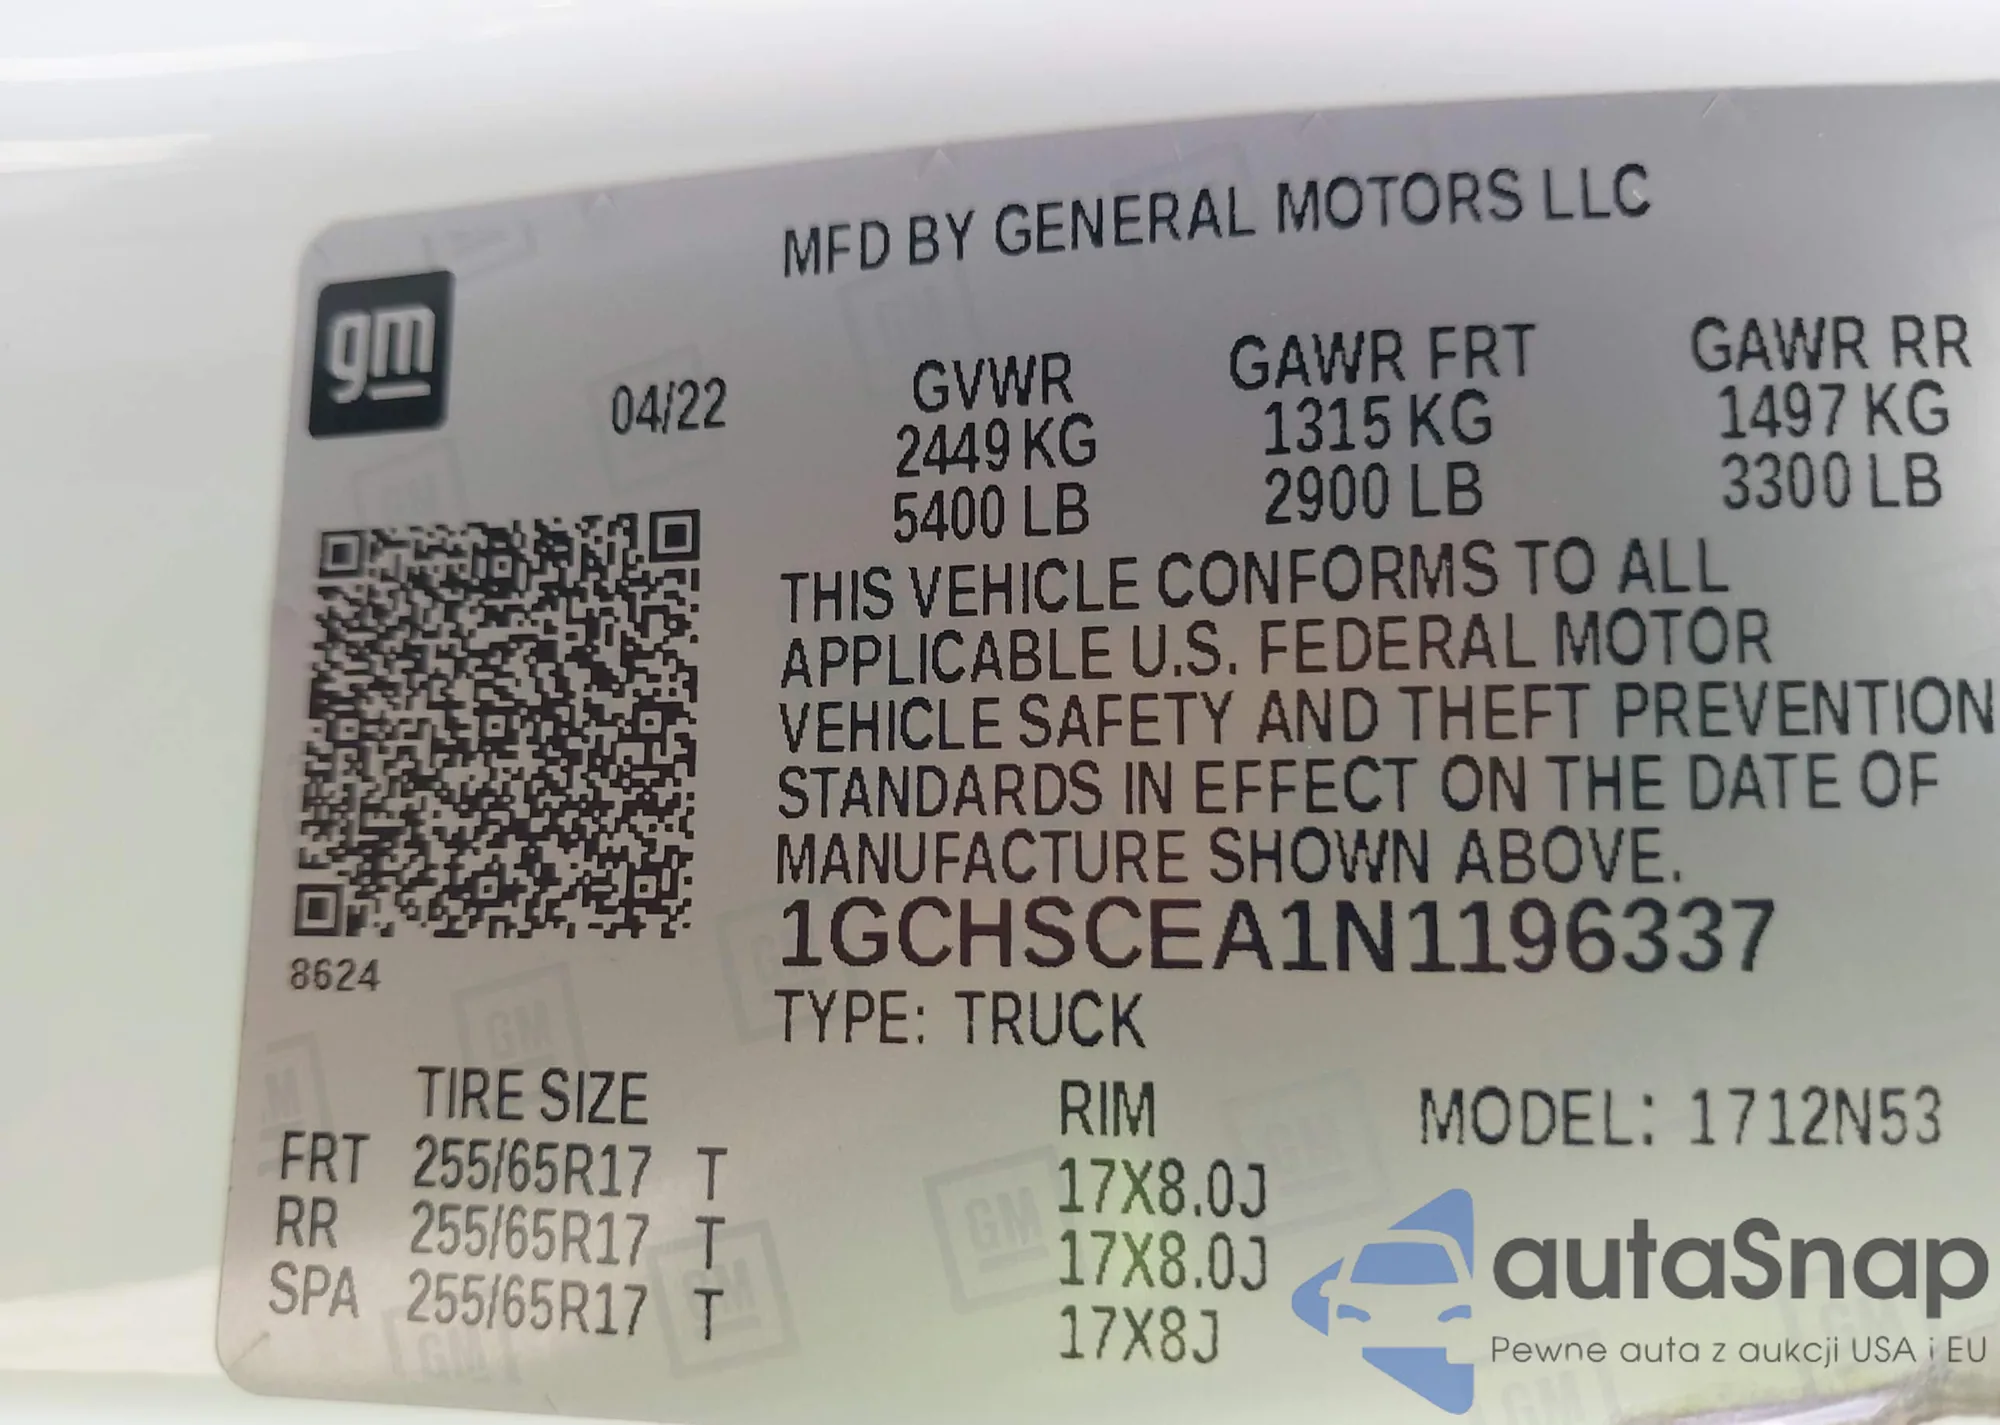 MFD BY GENERAL MOTORS LLC
gm
04/22
GVWR GAWR FRT GAWR RR
2449 KG 1315 KG 1497 KG
5400 LB 2900 LB 3300 LB
THIS VEHICLE CONFORMS TO ALL
APPLICABLE U.S. FEDERAL MOTOR
VEHICLE SAFETY AND THEFT PREVENTION
STANDARDS IN EFFECT ON THE DATE OF
MANUFACTURE SHOWN ABOVE.
1GCHSCEA1N1196337
8624
TYPE: TRUCK
TIRE SIZE RIM MODEL: 1712N53
FRT 255/65R17 T 17X8.0J
RR 255/65R17 T 17X8.0J
SPA 255/65R17 T 17X8J
autaSnap
Pewne auta z aukcji USA i EU